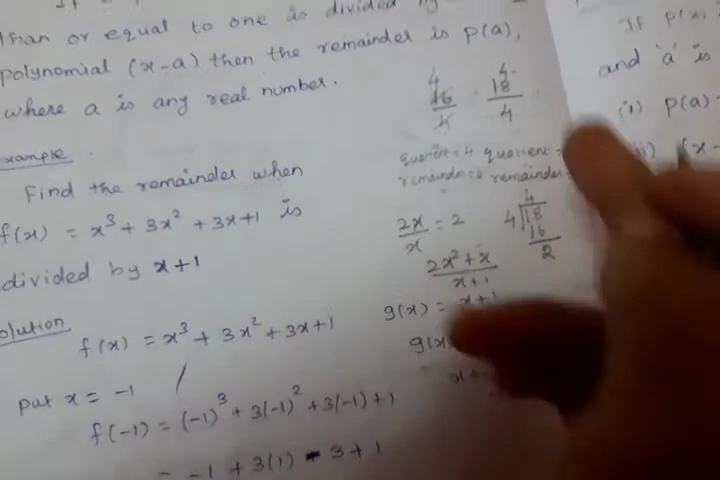 than or equal to one is divided by
polynomial (x-a) then the remainder is p(a),
where a is any real number.
Find the remainder when
f(x) = x³ + 3x² + 3x+1 is
divided by x+1
f(x) = x³ + 3x² + 3x+1
put x = -1
f(-1) = (-1)³ + 3(-1)² + 3(-1) + 1
= -1 + 3(1) - 3 + 1
4
16
4
4
18
4
quotient = 4 quotient =
remainder = 0 remainder =
2x/x = 2
4
4 18
16
2
2x² + x
x+1
g(x) = x+1
g(x)
If p(x)
and 'a' is
(i) p(a)
(x-